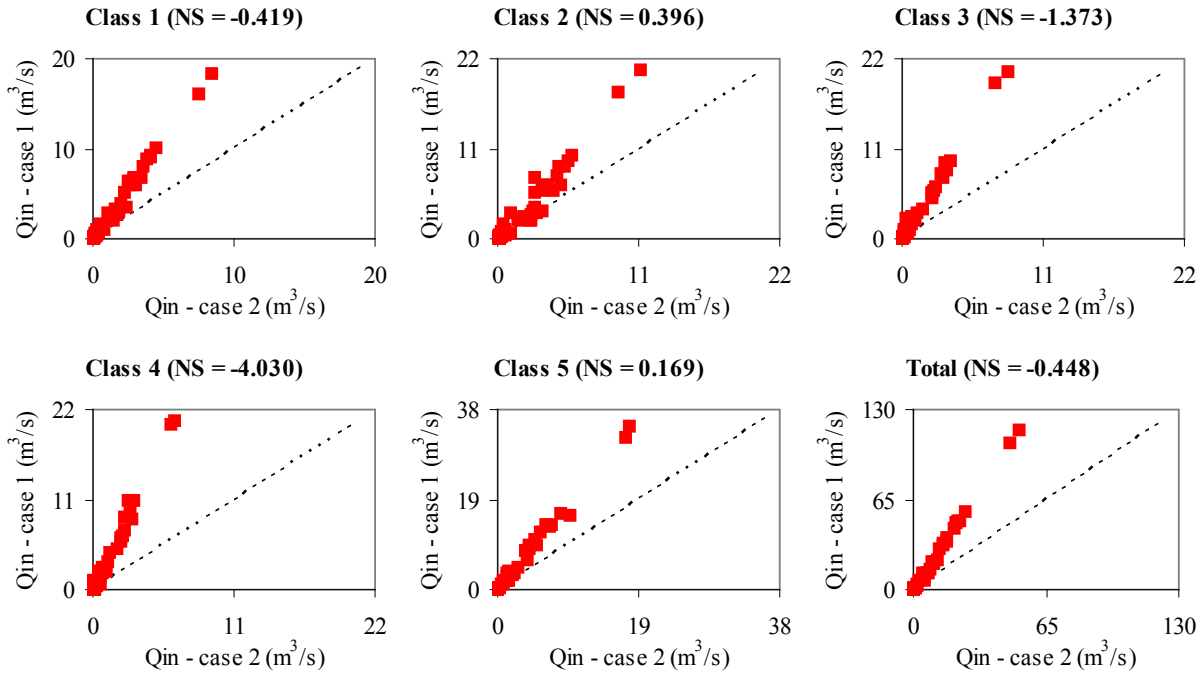 Class 1 (NS = -0.419)
Qin - case 1 (m³/s)
20
10
0
0 10 20
Qin - case 2 (m³/s)
Class 2 (NS = 0.396)
Qin - case 1 (m³/s)
22
11
0
0 11 22
Qin - case 2 (m³/s)
Class 3 (NS = -1.373)
Qin - case 1 (m³/s)
22
11
0
0 11 22
Qin - case 2 (m³/s)
Class 4 (NS = -4.030)
Qin - case 1 (m³/s)
22
11
0
0 11 22
Qin - case 2 (m³/s)
Class 5 (NS = 0.169)
Qin - case 1 (m³/s)
38
19
0
0 19 38
Qin - case 2 (m³/s)
Total (NS = -0.448)
Qin - case 1 (m³/s)
130
65
0
0 65 130
Qin - case 2 (m³/s)